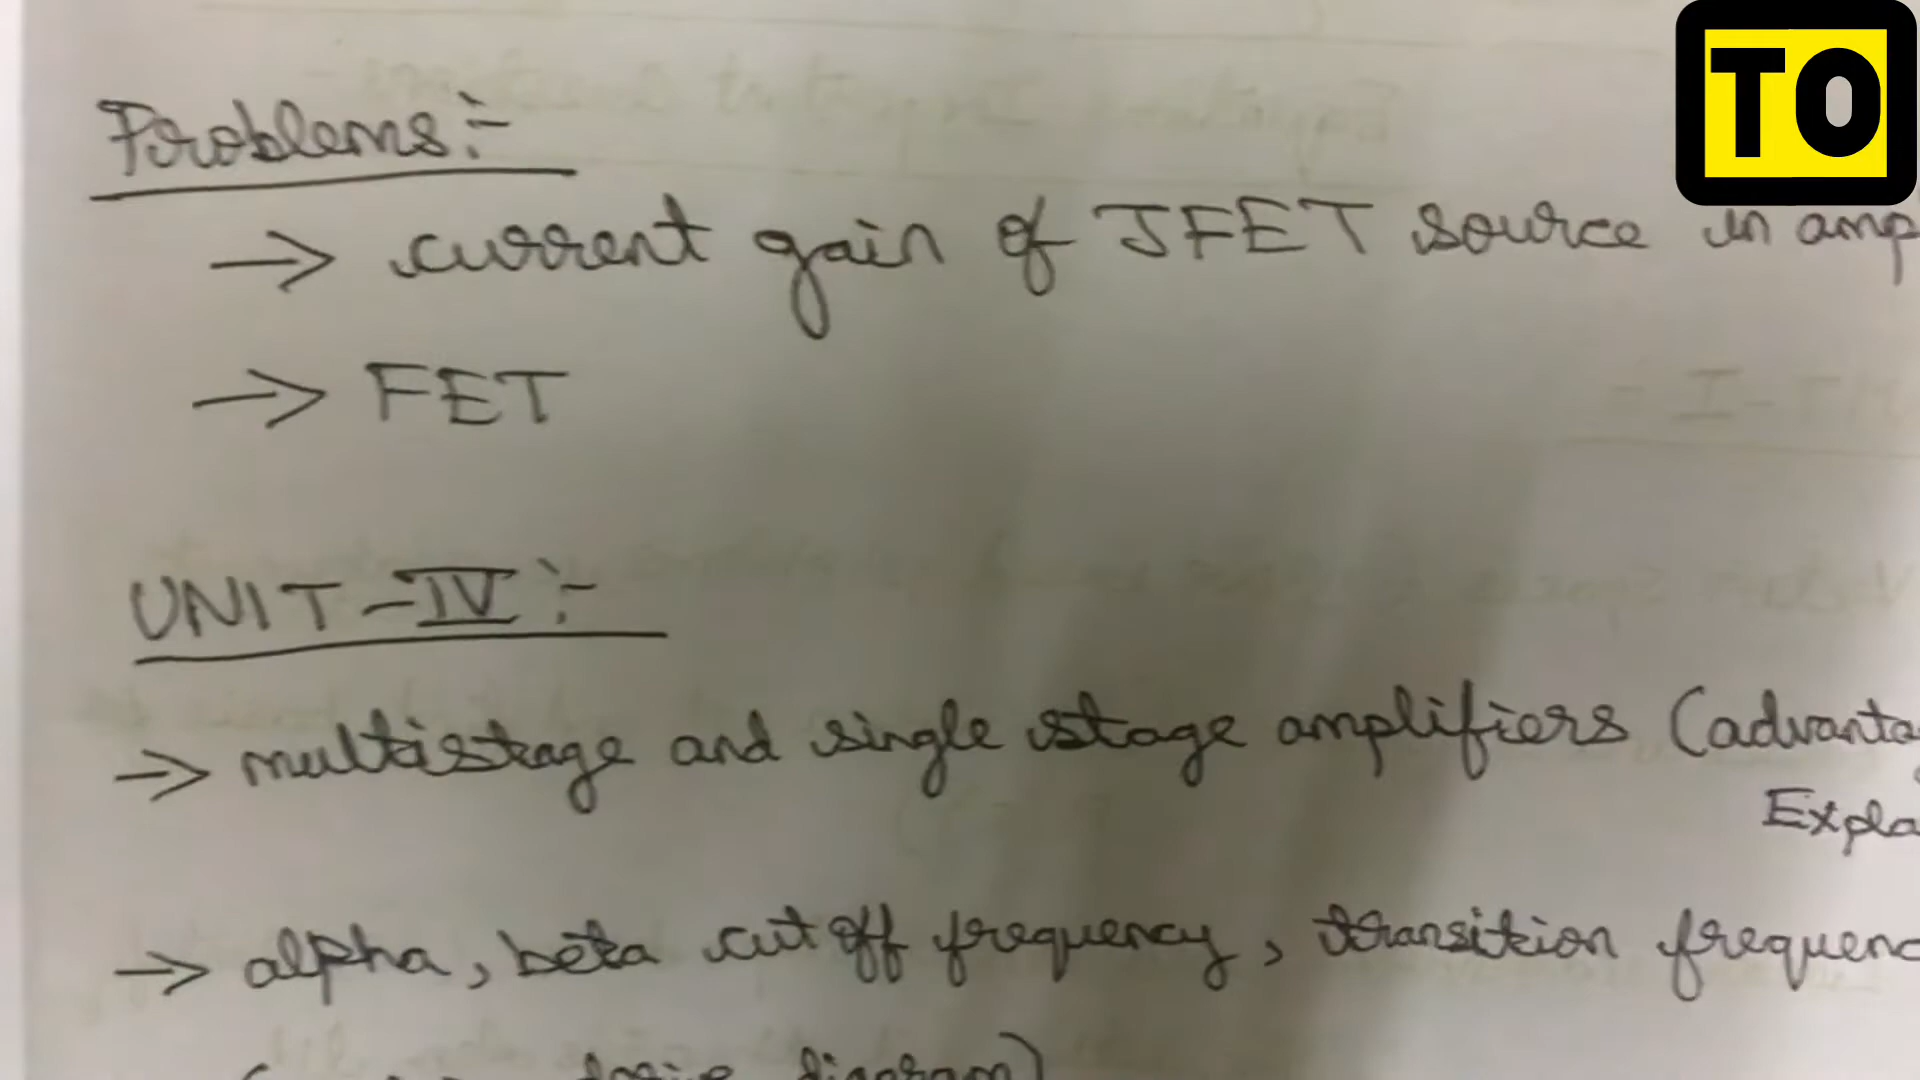 TO
Problems:-
→ current gain of JFET source in amp
→ FET
UNIT-IV:-
→ multistage and single stage amplifiers (advanta
Expla
→ alpha, beta cut off frequency, transition frequenc
diagram)